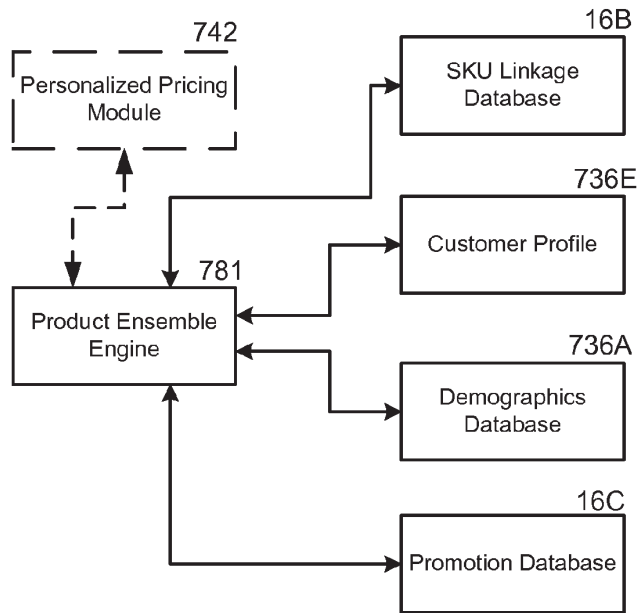 742
Personalized Pricing
Module
16B
SKU Linkage
Database
736E
Customer Profile
781
Product Ensemble
Engine
736A
Demographics
Database
16C
Promotion Database